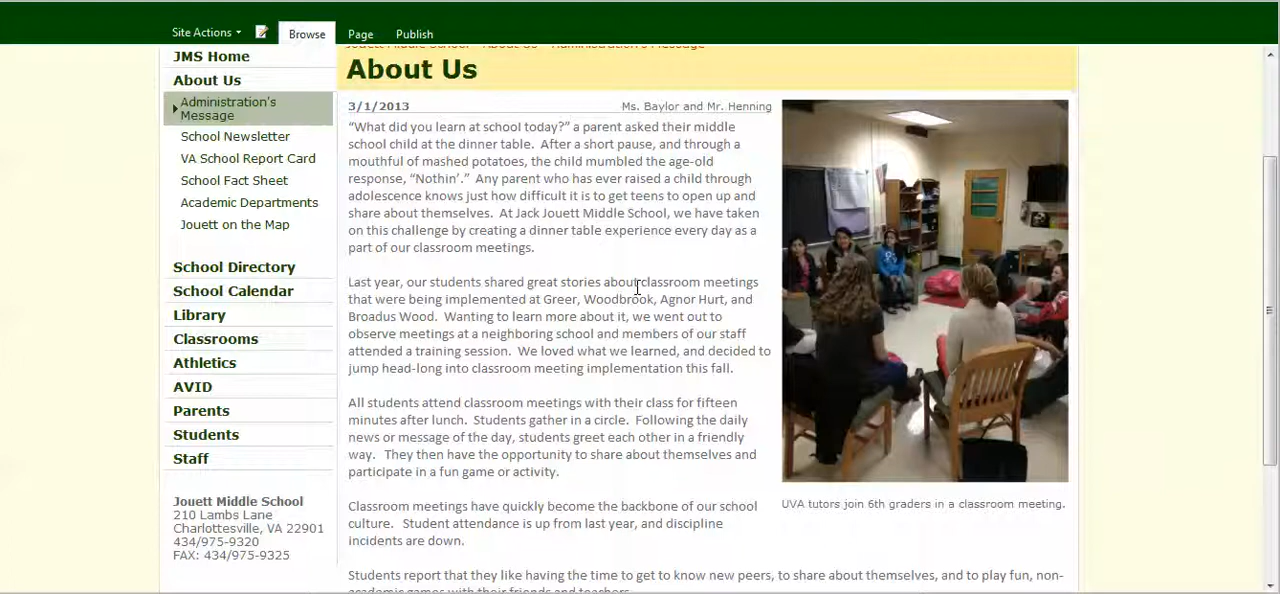 Site Actions
Browse
Page
Publish
JMS Home
About Us
Administration's
Message
School Newsletter
VA School Report Card
School Fact Sheet
Academic Departments
Jouett on the Map
School Directory
School Calendar
Library
Classrooms
Athletics
AVID
Parents
Students
Staff
Jouett Middle School
210 Lambs Lane
Charlottesville, VA 22901
434/975-9320
FAX: 434/975-9325
Jouett Middle School About Us Administration's Message
About Us
3/1/2013 Ms. Baylor and Mr. Henning
“What did you learn at school today?” a parent asked their middle
school child at the dinner table. After a short pause, and through a
mouthful of mashed potatoes, the child mumbled the age-old
response, “Nothin’.” Any parent who has ever raised a child through
adolescence knows just how difficult it is to get teens to open up and
share about themselves. At Jack Jouett Middle School, we have taken
on this challenge by creating a dinner table experience every day as a
part of our classroom meetings.
Last year, our students shared great stories about classroom meetings
that were being implemented at Greer, Woodbrook, Agnor Hurt, and
Broadus Wood. Wanting to learn more about it, we went out to
observe meetings at a neighboring school and members of our staff
attended a training session. We loved what we learned, and decided to
jump head-long into classroom meeting implementation this fall.
All students attend classroom meetings with their class for fifteen
minutes after lunch. Students gather in a circle. Following the daily
news or message of the day, students greet each other in a friendly
way. They then have the opportunity to share about themselves and
participate in a fun game or activity.
Classroom meetings have quickly become the backbone of our school
culture. Student attendance is up from last year, and discipline
incidents are down.
Students report that they like having the time to get to know new peers, to share about themselves, and to play fun, non-
academic games with their friends and teachers.
UVA tutors join 6th graders in a classroom meeting.